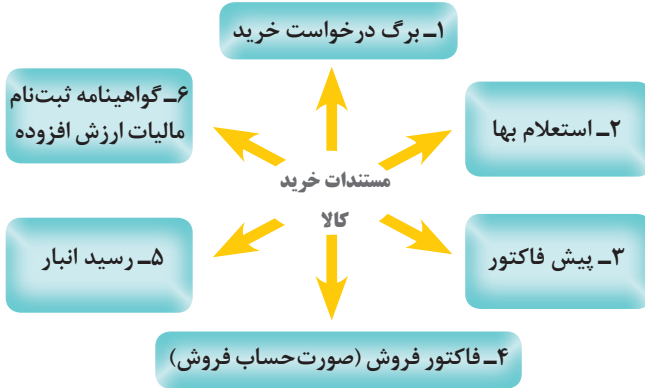 ۱ـ برگ درخواست خرید
۲ـ استعلام بها
۳ـ پیش فاکتور
۴ـ فاکتور فروش (صورت‌حساب فروش)
۵ـ رسید انبار
۶ـ گواهینامه ثبت‌نام
مالیات ارزش افزوده
مستندات خرید
کالا